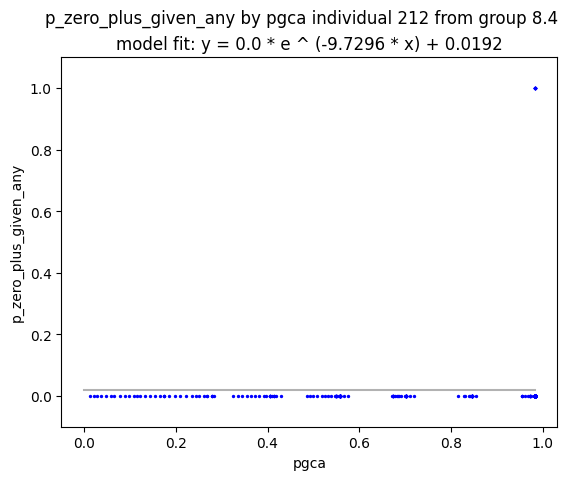 p_zero_plus_given_any by pgca individual 212 from group 8.4
model fit: y = 0.0 * e ^ (-9.7296 * x) + 0.0192
1.0
0.8
0.6
0.4
0.2
0.0
p_zero_plus_given_any
0.0 0.2 0.4 0.6 0.8 1.0
pgca